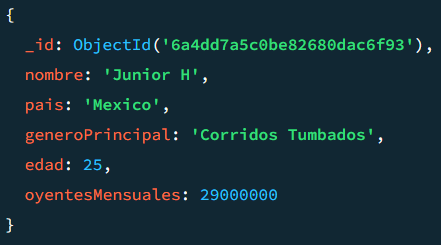 {
_id: ObjectId('6a4dd7a5c0be82680dac6f93'),
nombre: 'Junior H',
pais: 'Mexico',
generoPrincipal: 'Corridos Tumbados',
edad: 25,
oyentesMensuales: 29000000
}